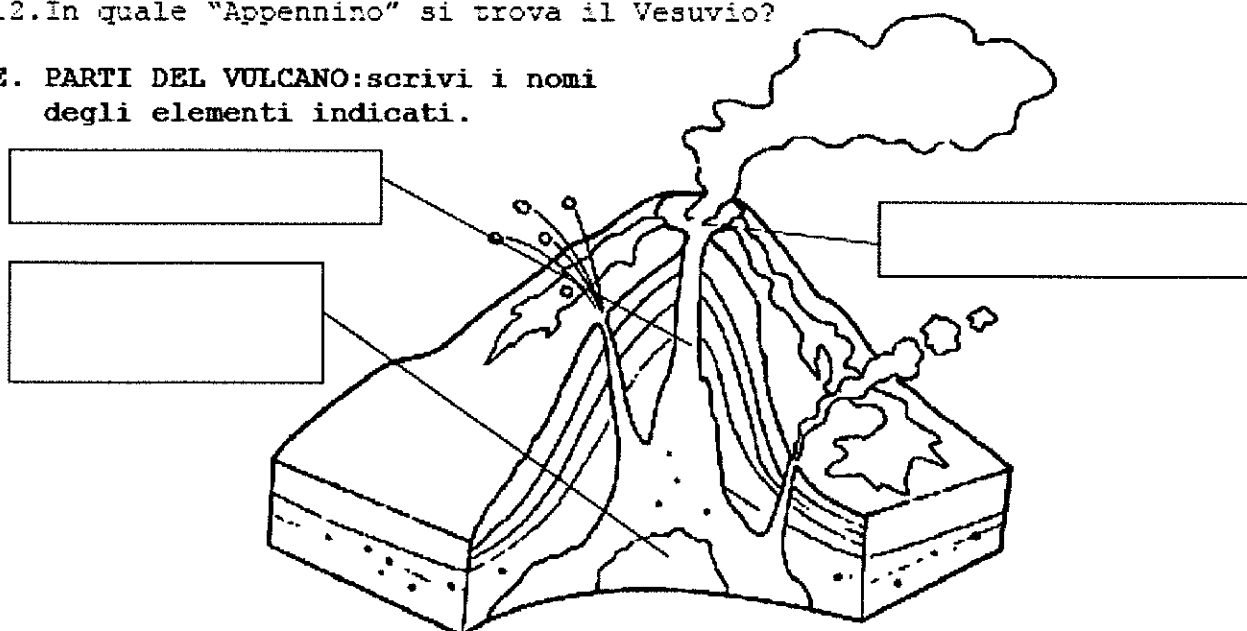 .2.In quale "Appennino" si trova il Vesuvio?
E. PARTI DEL VULCANO:scrivi i nomi
degli elementi indicati.